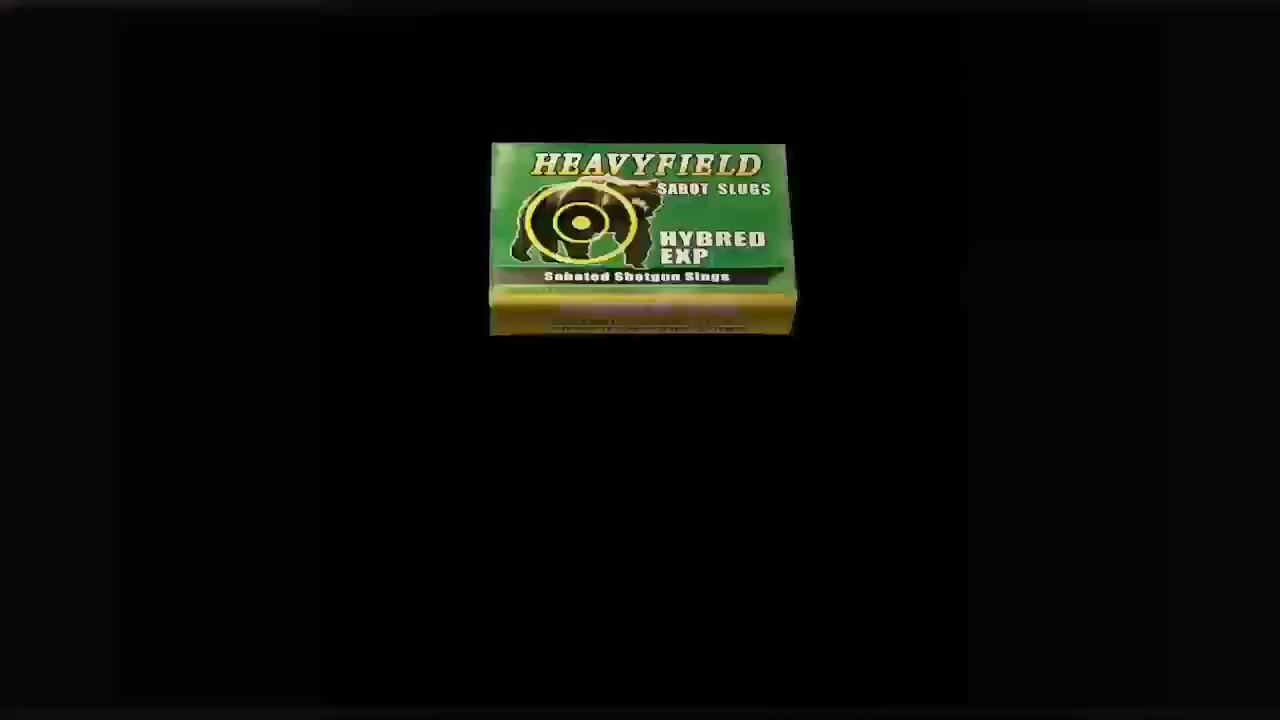 HEAVYFIELD
SABOT SLUGS
HYBRED
EXP
Sabated Shotgun Slngs